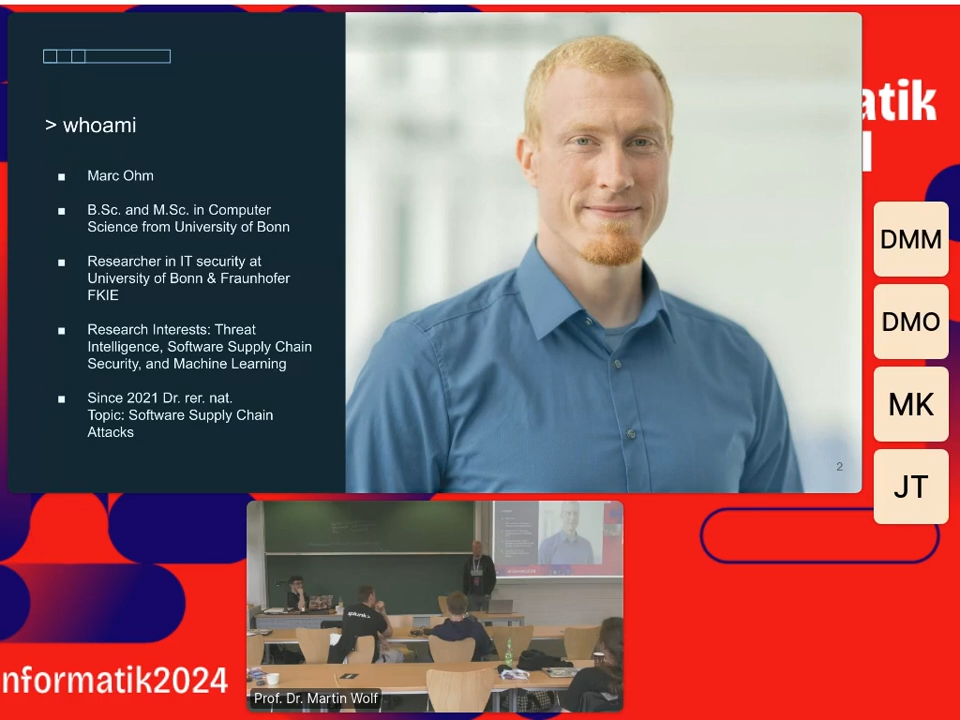 > whoami
Marc Ohm
B.Sc. and M.Sc. in Computer
Science from University of Bonn
Researcher in IT security at
University of Bonn & Fraunhofer
FKIE
Research Interests: Threat
Intelligence, Software Supply Chain
Security, and Machine Learning
Since 2021 Dr. rer. nat.
Topic: Software Supply Chain
Attacks
2
atik
DMM
DMO
MK
JT
nformatik2024
Prof. Dr. Martin Wolf